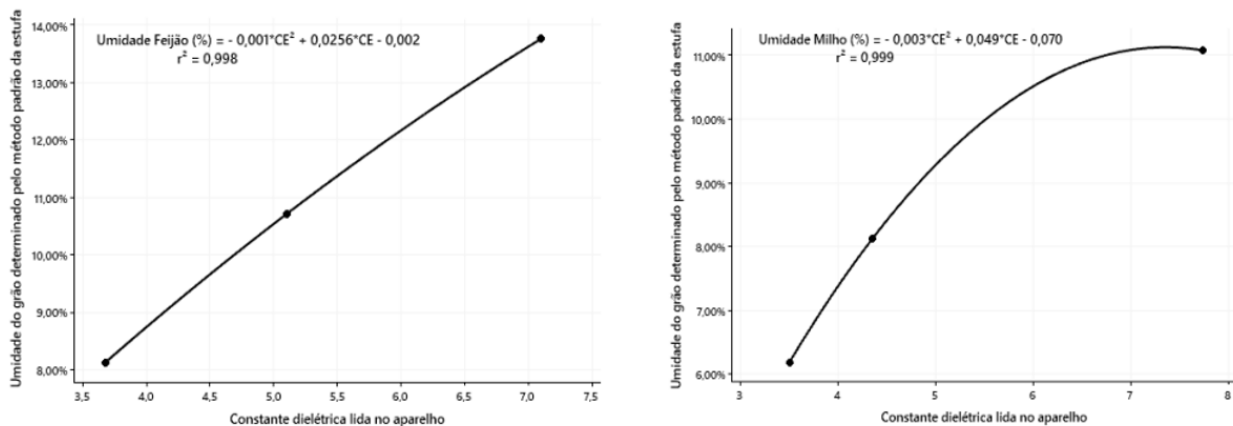 Umidade do grão determinado pelo método padrão da estufa
14,00%
13,00%
12,00%
11,00%
10,00%
9,00%
8,00%
Umidade Feijão (%) = - 0,001*CE² + 0,0256*CE - 0,002
r² = 0,998
3,5 4,0 4,5 5,0 5,5 6,0 6,5 7,0 7,5
Constante dielétrica lida no aparelho
Umidade do grão determinado pelo método padrão da estufa
Umidade Milho (%) = - 0,003*CE² + 0,049*CE - 0,070
r² = 0,999
11,00%
10,00%
9,00%
8,00%
7,00%
6,00%
3 4 5 6 7 8
Constante dielétrica lida no aparelho